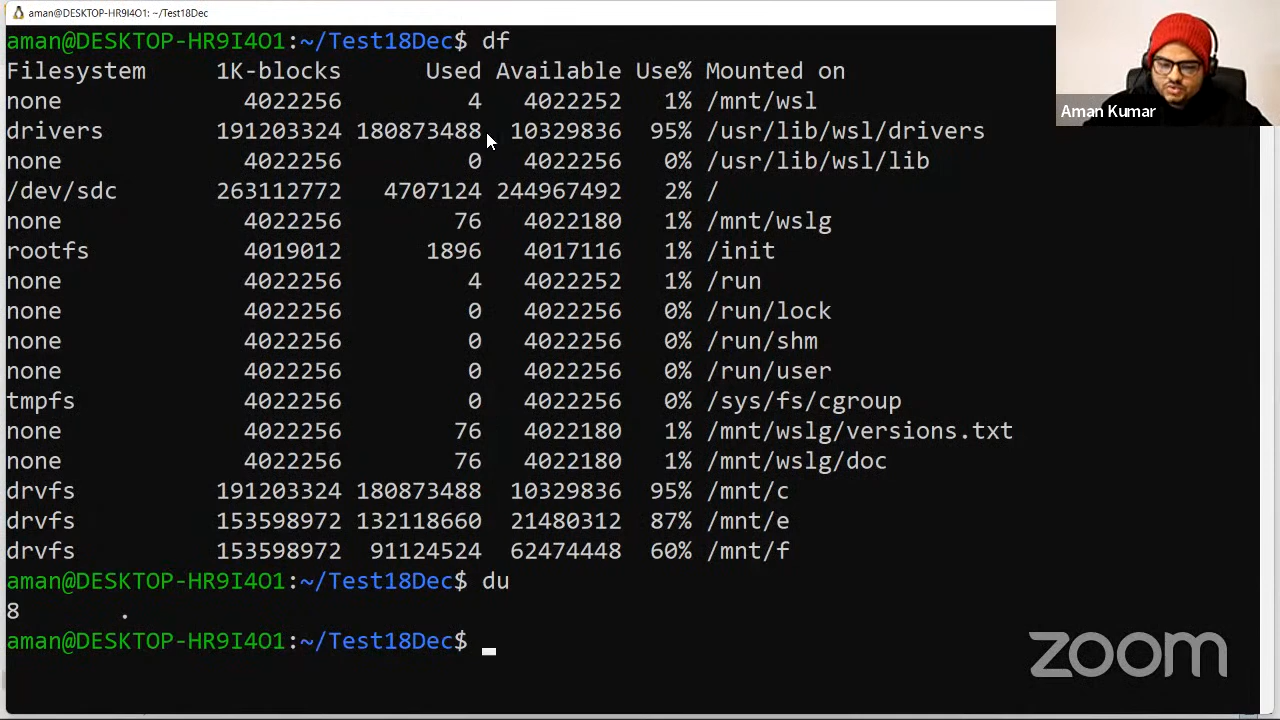 aman@DESKTOP-HR9I4O1: ~/Test18Dec
aman@DESKTOP-HR9I4O1:~/Test18Dec$ df
Filesystem     1K-blocks      Used Available Use% Mounted on
none             4022256         4   4022252   1% /mnt/wsl
drivers        191203324 180873488  10329836  95% /usr/lib/wsl/drivers
none             4022256         0   4022256   0% /usr/lib/wsl/lib
/dev/sdc       263112772   4707124 244967492   2% /
none             4022256        76   4022180   1% /mnt/wslg
rootfs           4019012      1896   4017116   1% /init
none             4022256         4   4022252   1% /run
none             4022256         0   4022256   0% /run/lock
none             4022256         0   4022256   0% /run/shm
none             4022256         0   4022256   0% /run/user
tmpfs            4022256         0   4022256   0% /sys/fs/cgroup
none             4022256        76   4022180   1% /mnt/wslg/versions.txt
none             4022256        76   4022180   1% /mnt/wslg/doc
drvfs          191203324 180873488  10329836  95% /mnt/c
drvfs          153598972 132118660  21480312  87% /mnt/e
drvfs          153598972  91124524  62474448  60% /mnt/f
aman@DESKTOP-HR9I4O1:~/Test18Dec$ du
8       .
aman@DESKTOP-HR9I4O1:~/Test18Dec$
Aman Kumar
zoom